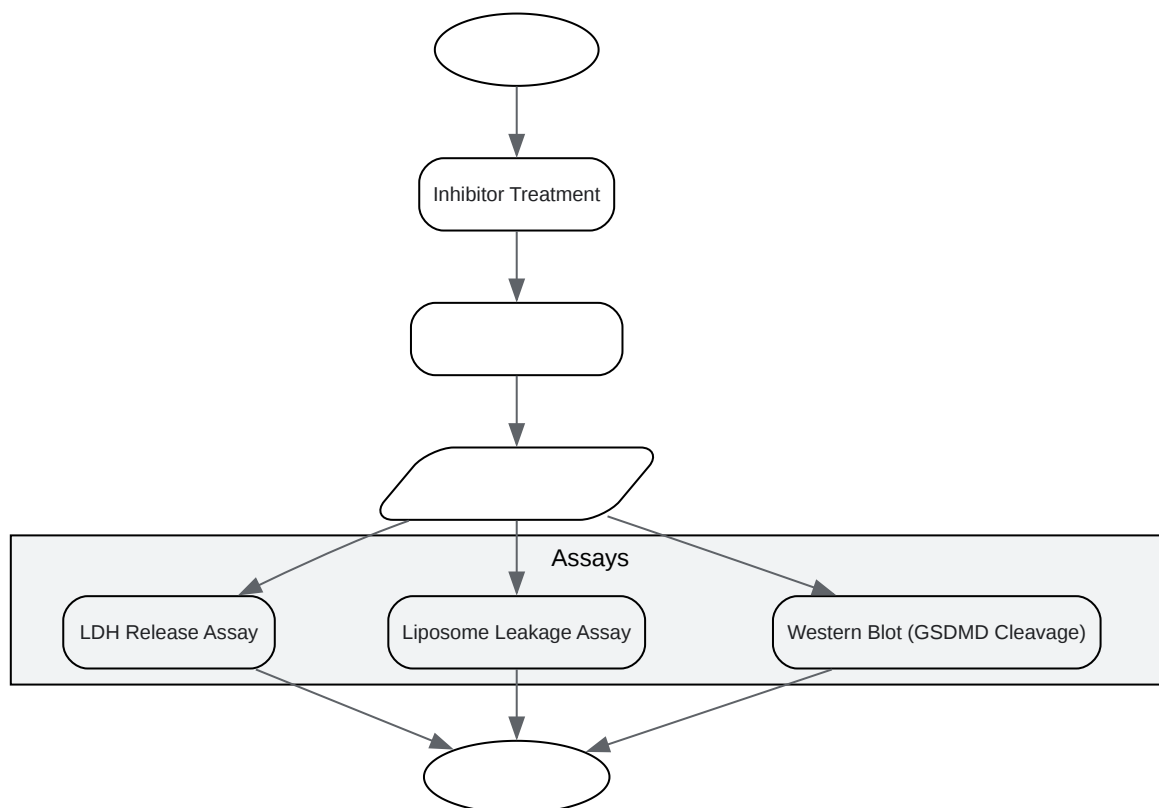 Inhibitor Treatment
Assays
LDH Release Assay
Liposome Leakage Assay
Western Blot (GSDMD Cleavage)